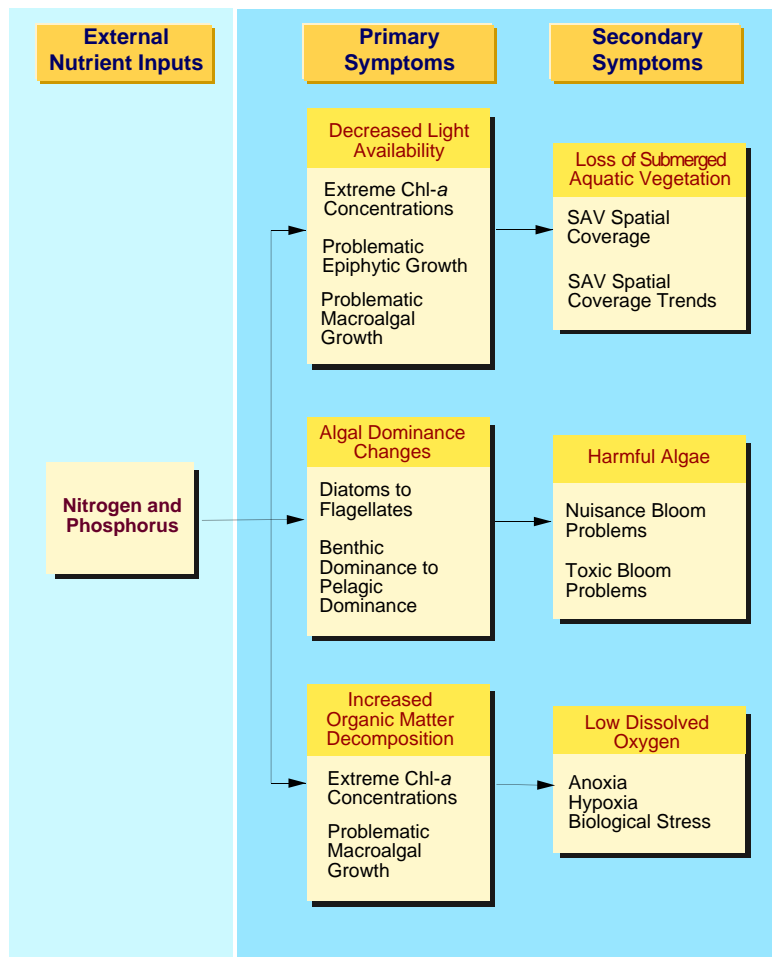 External
Nutrient Inputs
Primary
Symptoms
Secondary
Symptoms
Nitrogen and
Phosphorus
Decreased Light
Availability
Extreme Chl-a
Concentrations
Problematic
Epiphytic Growth
Problematic
Macroalgal
Growth
Loss of Submerged
Aquatic Vegetation
SAV Spatial
Coverage
SAV Spatial
Coverage Trends
Algal Dominance
Changes
Diatoms to
Flagellates
Benthic
Dominance to
Pelagic
Dominance
Harmful Algae
Nuisance Bloom
Problems
Toxic Bloom
Problems
Increased
Organic Matter
Decomposition
Extreme Chl-a
Concentrations
Problematic
Macroalgal
Growth
Low Dissolved
Oxygen
Anoxia
Hypoxia
Biological Stress